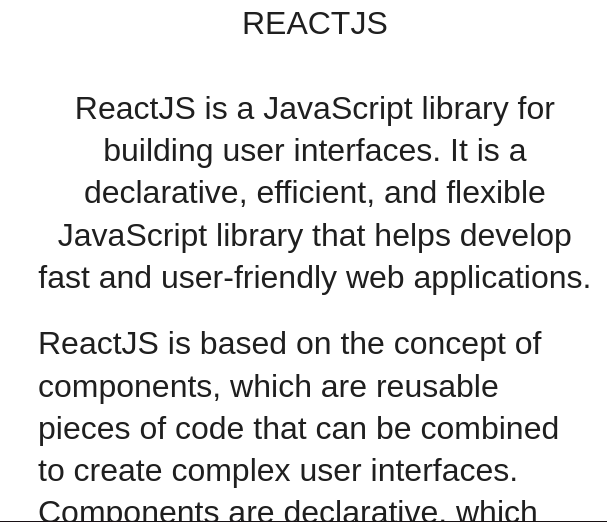 REACTJS
ReactJS is a JavaScript library for
building user interfaces. It is a
declarative, efficient, and flexible
JavaScript library that helps develop
fast and user-friendly web applications.
ReactJS is based on the concept of
components, which are reusable
pieces of code that can be combined
to create complex user interfaces.
Components are declarative, which